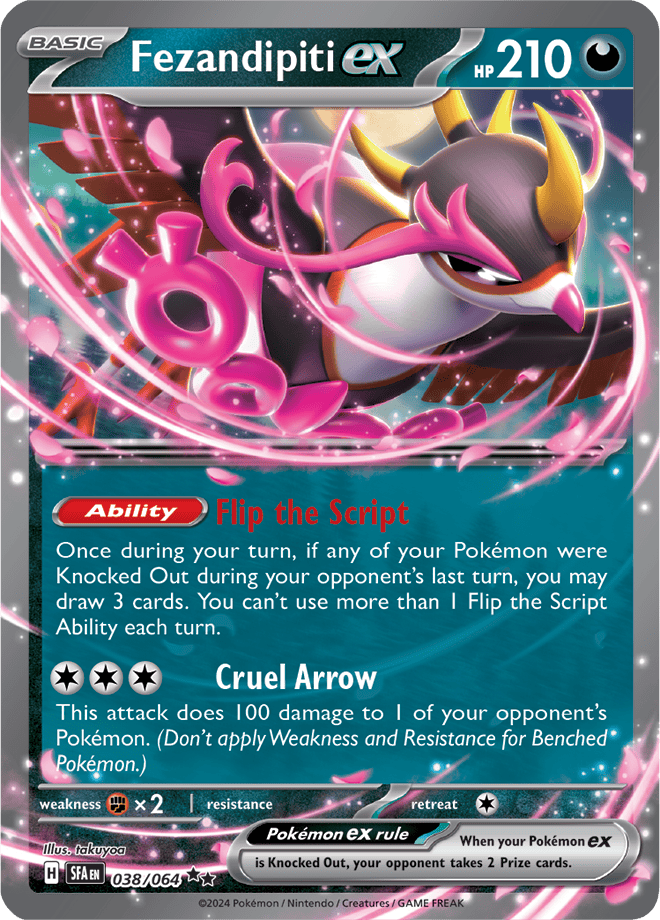 BASIC
Fezandipiti ex
HP 210
Ability Flip the Script
Once during your turn, if any of your Pokémon were
Knocked Out during your opponent's last turn, you may
draw 3 cards. You can't use more than 1 Flip the Script
Ability each turn.
Cruel Arrow
This attack does 100 damage to 1 of your opponent's
Pokémon. (Don't apply Weakness and Resistance for Benched
Pokémon.)
weakness ×2 resistance retreat
Illus. takuyoa
Pokémon ex rule When your Pokémon ex
is Knocked Out, your opponent takes 2 Prize cards.
H SFA EN 038/064
©2024 Pokémon / Nintendo / Creatures / GAME FREAK